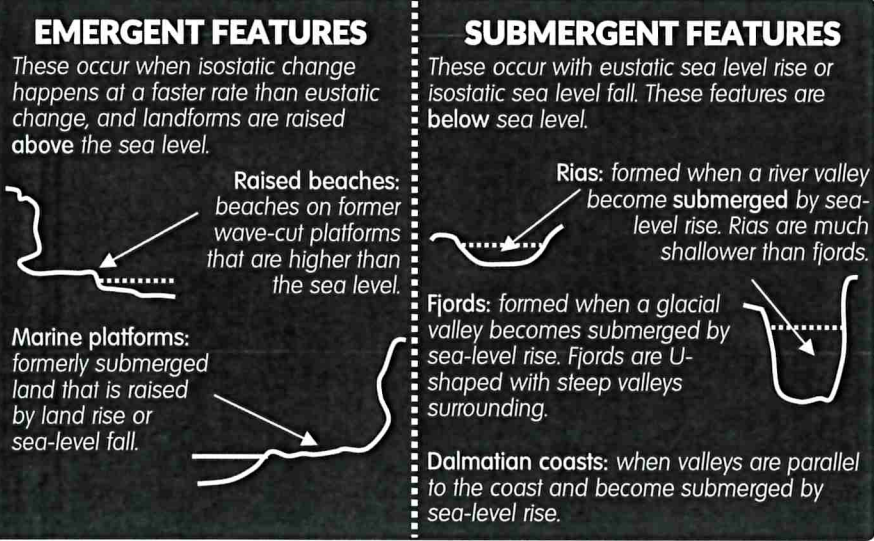 EMERGENT FEATURES
These occur when isostatic change
happens at a faster rate than eustatic
change, and landforms are raised
above the sea level.
Raised beaches:
beaches on former
wave-cut platforms
that are higher than
the sea level.
Marine platforms:
formerly submerged
land that is raised
by land rise or
sea-level fall.
SUBMERGENT FEATURES
These occur with eustatic sea level rise or
isostatic sea level fall. These features are
below sea level.
Rias: formed when a river valley
become submerged by sea-
level rise. Rias are much
shallower than fjords.
Fjords: formed when a glacial
valley becomes submerged by
sea-level rise. Fjords are U-
shaped with steep valleys
surrounding.
Dalmatian coasts: when valleys are parallel
to the coast and become submerged by
sea-level rise.